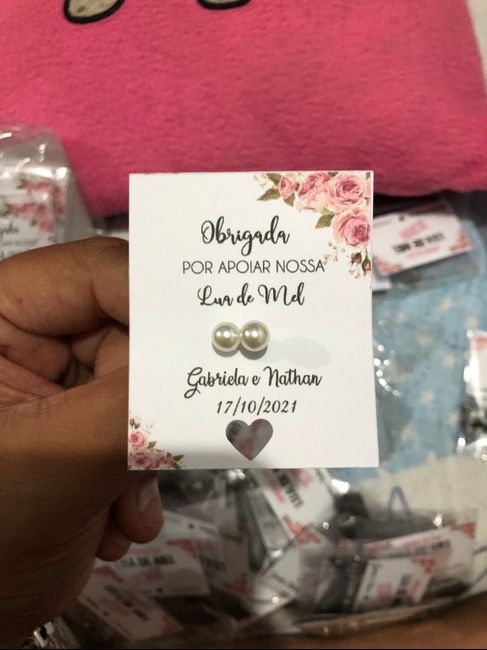 Obrigada
POR APOIAR NOSSA
Lua de Mel
Gabriela e Nathan
17/10/2021